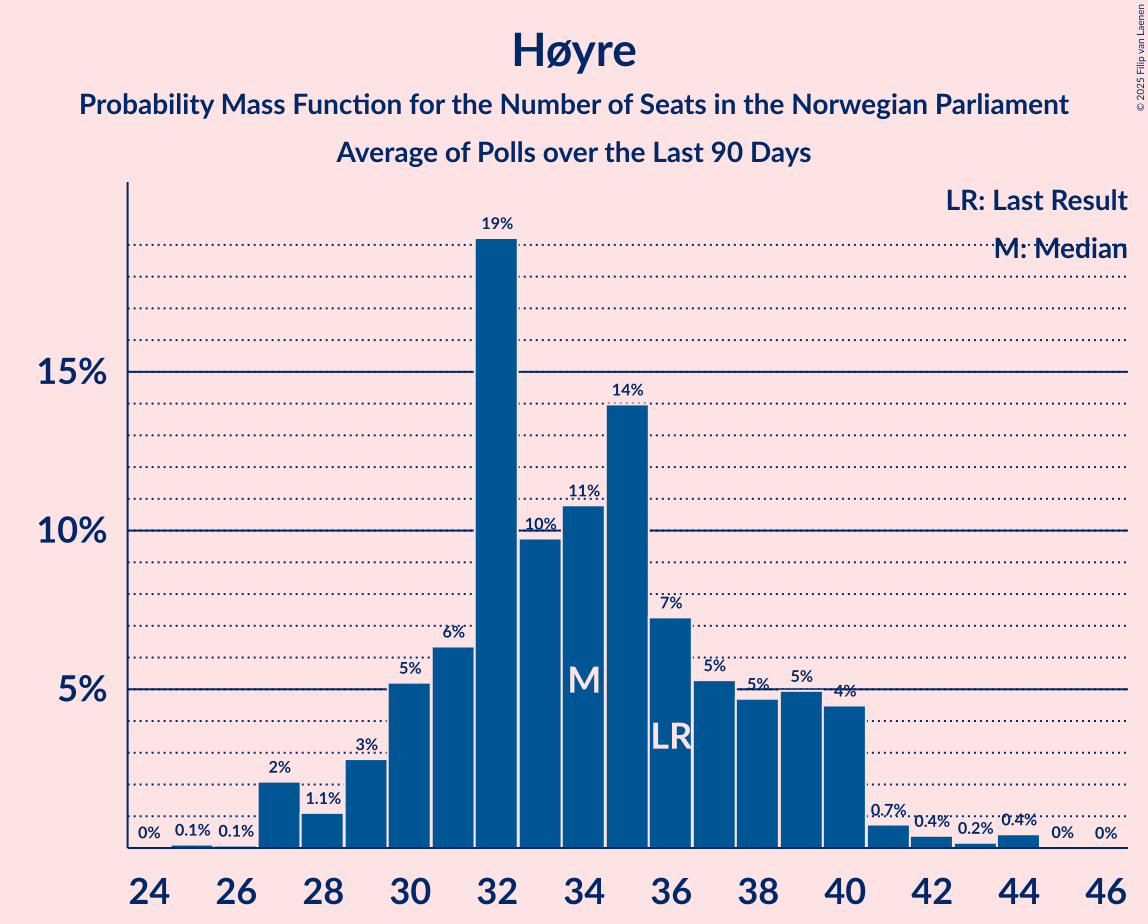 Høyre
Probability Mass Function for the Number of Seats in the Norwegian Parliament
Average of Polls over the Last 90 Days
© 2025 Filip van Laenen
LR: Last Result
M: Median
19%
15%
14%
11%
10%
10%
7%
6%
5%
5%
5%
5%
5%
4%
M
LR
3%
2%
1.1%
0.7%
0%
0.1%
0.1%
0.4%
0.2%
0.4%
0%
0%
24 26 28 30 32 34 36 38 40 42 44 46